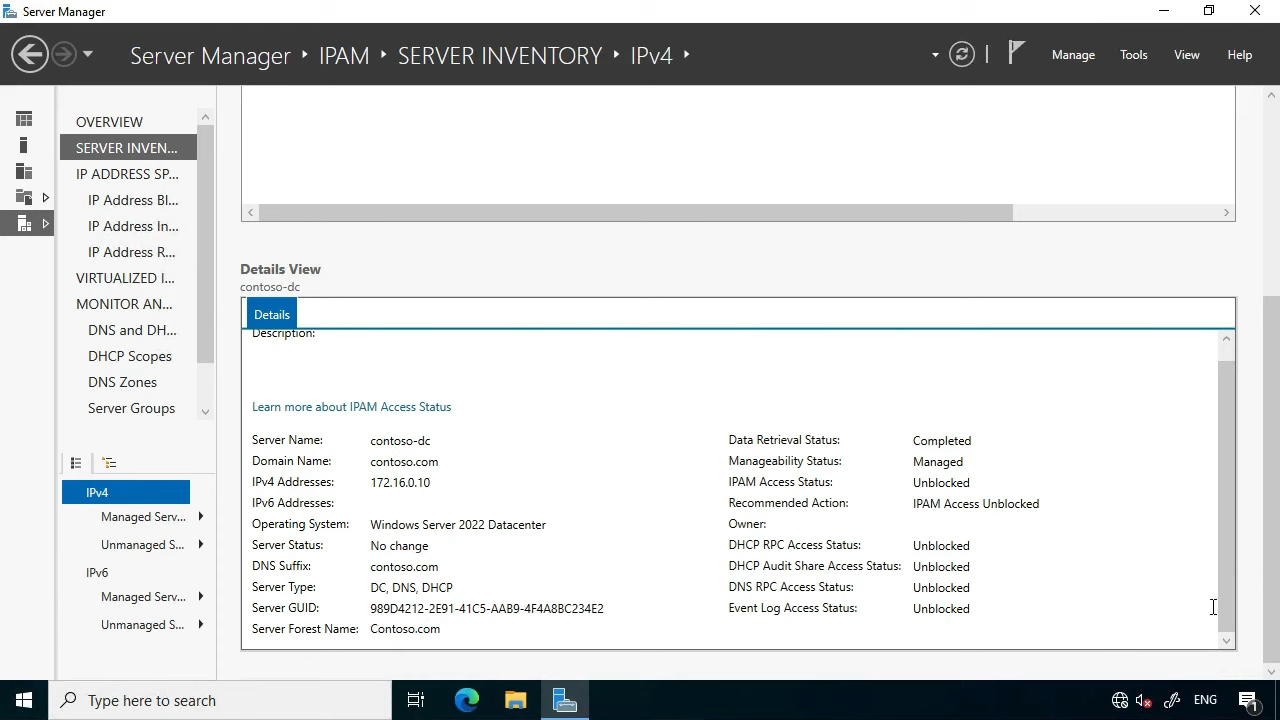 Server Manager
Server Manager ‣ IPAM ‣ SERVER INVENTORY ‣ IPv4 ‣
Manage Tools View Help
OVERVIEW
SERVER INVEN...
IP ADDRESS SP...
IP Address Bl...
IP Address In...
IP Address R...
VIRTUALIZED I...
MONITOR AN...
DNS and DH...
DHCP Scopes
DNS Zones
Server Groups
IPv4
Managed Serv...
Unmanaged S...
IPv6
Managed Serv...
Unmanaged S...
Details View
contoso-dc
Details
Description:
Learn more about IPAM Access Status
Server Name: contoso-dc
Domain Name: contoso.com
IPv4 Addresses: 172.16.0.10
IPv6 Addresses:
Operating System: Windows Server 2022 Datacenter
Server Status: No change
DNS Suffix: contoso.com
Server Type: DC, DNS, DHCP
Server GUID: 989D4212-2E91-41C5-AAB9-4F4A8BC234E2
Server Forest Name: Contoso.com
Data Retrieval Status: Completed
Manageability Status: Managed
IPAM Access Status: Unblocked
Recommended Action: IPAM Access Unblocked
Owner:
DHCP RPC Access Status: Unblocked
DHCP Audit Share Access Status: Unblocked
DNS RPC Access Status: Unblocked
Event Log Access Status: Unblocked
Type here to search
ENG
1